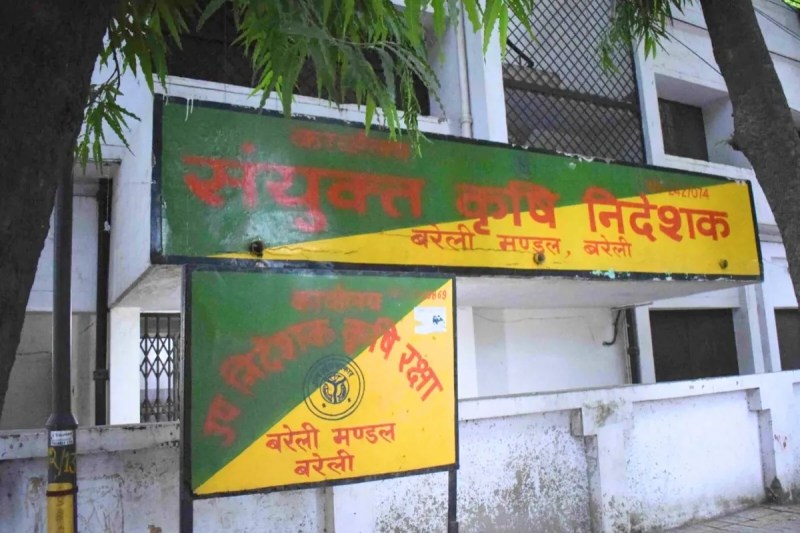 कार्यालय
संयुक्त कृषि निदेशक
बरेली मण्डल, बरेली
कार्यालय
उप निदेशक कृषि रक्षा
बरेली मण्डल
बरेली